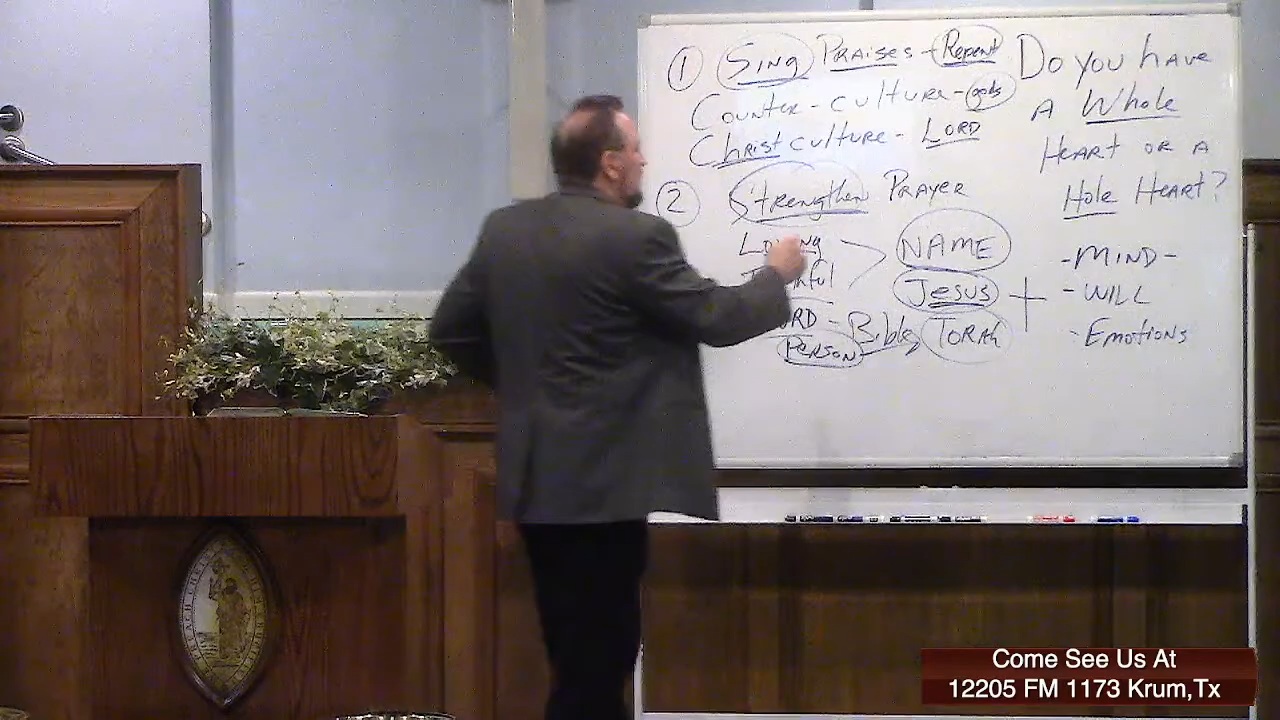 ① Sing Praises + Repent
Counter-culture-gods
Christ culture - LORD
② Strengthen Prayer
NAME
Jesus +
- Bible, TORAH
PERSON
Do you have
A Whole
Heart or a
Hole Heart?
-MIND-
-WILL
-Emotions
Come See Us At
12205 FM 1173 Krum,Tx